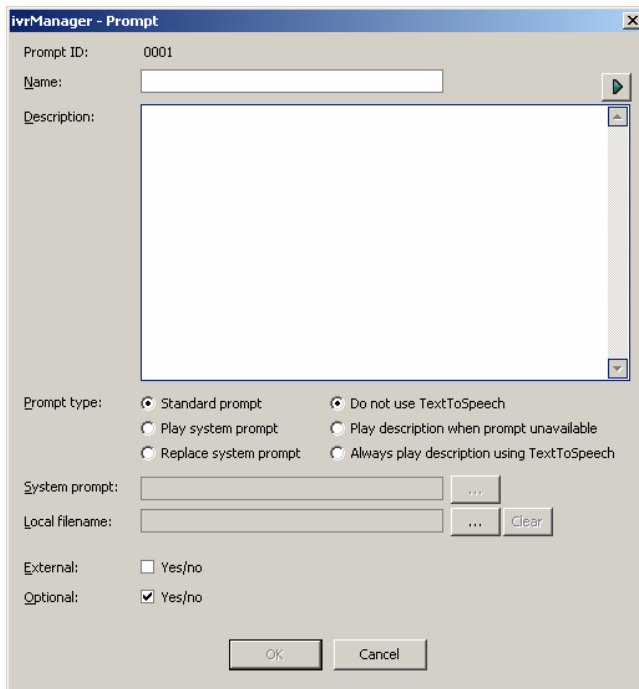 ivrManager - Prompt
Prompt ID: 0001
Name:
Description:
Prompt type: Standard prompt Do not use TextToSpeech
Play system prompt Play description when prompt unavailable
Replace system prompt Always play description using TextToSpeech
System prompt: ...
Local filename: ... Clear
External: Yes/no
Optional: Yes/no
OK Cancel